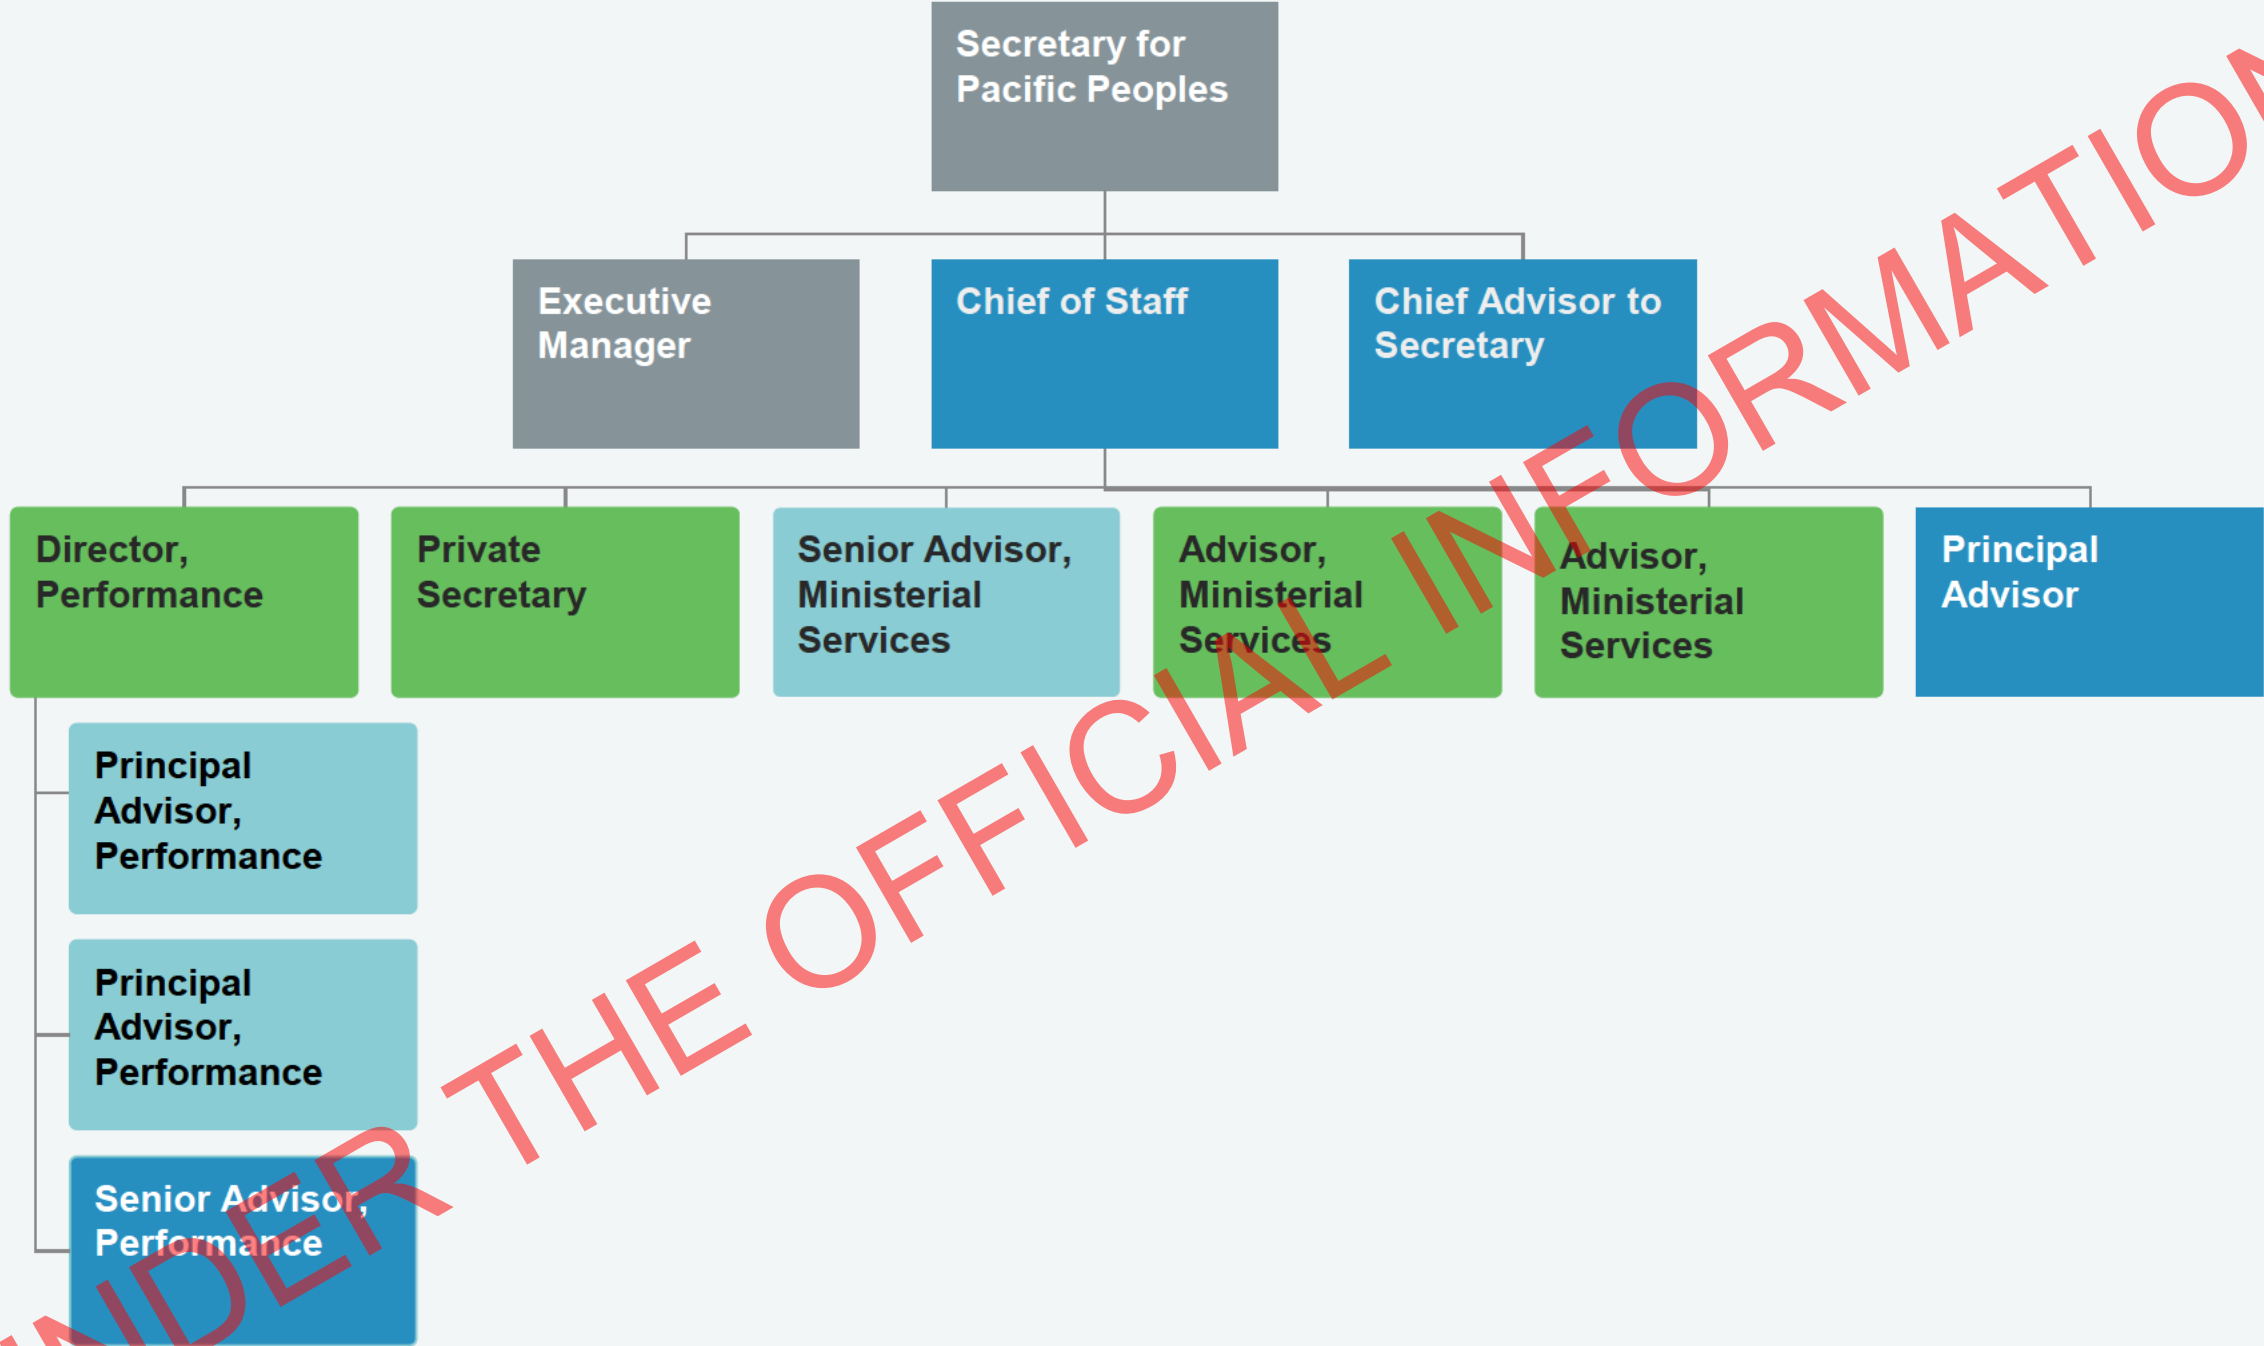 Secretary for
Pacific Peoples
Executive
Manager
Chief of Staff
Chief Advisor to
Secretary
Director,
Performance
Private
Secretary
Senior Advisor,
Ministerial
Services
Advisor,
Ministerial
Services
Advisor,
Ministerial
Services
Principal
Advisor
Principal
Advisor,
Performance
Principal
Advisor,
Performance
Senior Advisor,
Performance
THE OFFICIAL